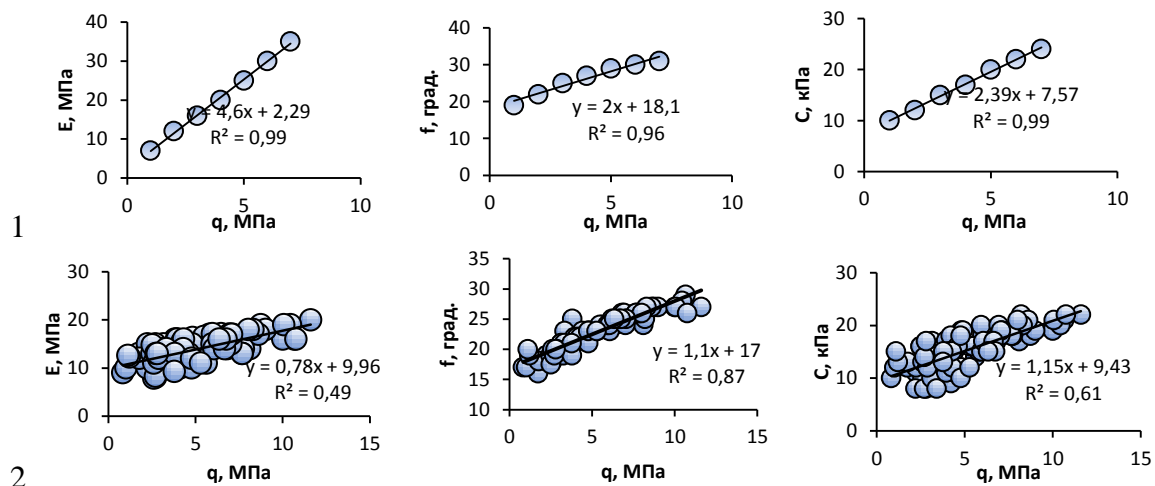 40
30
20
10
0
E, МПа
y = 4,6x + 2,29
R² = 0,99
0 5 10
q, МПа
40
30
20
10
0
f, град.
y = 2x + 18,1
R² = 0,96
0 5 10
q, МПа
30
20
10
0
C, кПа
y = 2,39x + 7,57
R² = 0,99
0 5 10
q, МПа
1
30
20
10
0
E, МПа
y = 0,78x + 9,96
R² = 0,49
0 5 10 15
q, МПа
35
30
25
20
15
10
f, град.
y = 1,1x + 17
R² = 0,87
0 5 10 15
q, МПа
30
20
10
0
C, кПа
y = 1,15x + 9,43
R² = 0,61
0 5 10 15
q, МПа
2